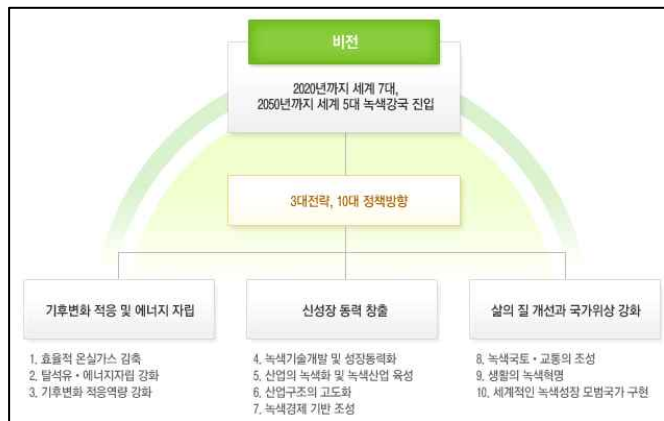 비전
2020년까지 세계 7대,
2050년까지 세계 5대 녹색강국 진입
3대전략, 10대 정책방향
기후변화 적응 및 에너지 자립
신성장 동력 창출
삶의 질 개선과 국가위상 강화
1. 효율적 온실가스 감축
2. 탈석유·에너지자립 강화
3. 기후변화 적응역량 강화
4. 녹색기술개발 및 성장동력화
5. 산업의 녹색화 및 녹색산업 육성
6. 산업구조의 고도화
7. 녹색경제 기반 조성
8. 녹색국토·교통의 조성
9. 생활의 녹색혁명
10. 세계적인 녹색성장 모범국가 구현